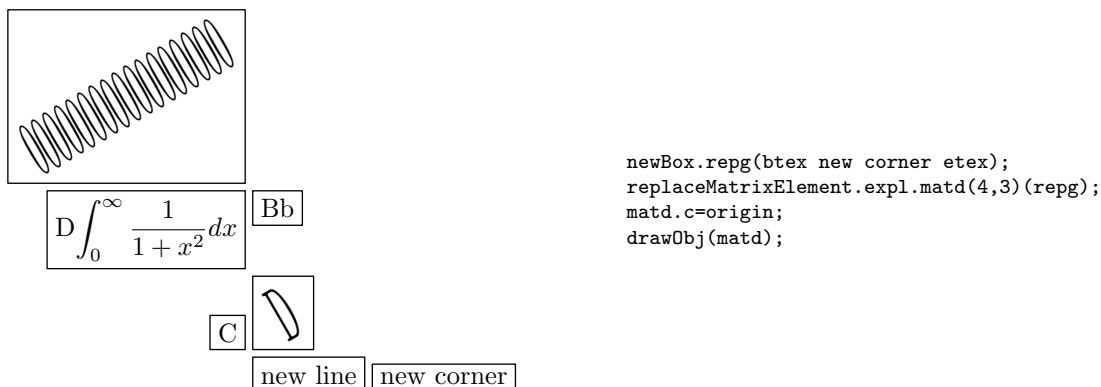 D∫₀^∞ 1/(1 + x²) dx
Bb
C
new line
new corner
newBox.repg(btex new corner etex);
replaceMatrixElement.expl.matd(4,3)(repg);
matd.c=origin;
drawObj(matd);